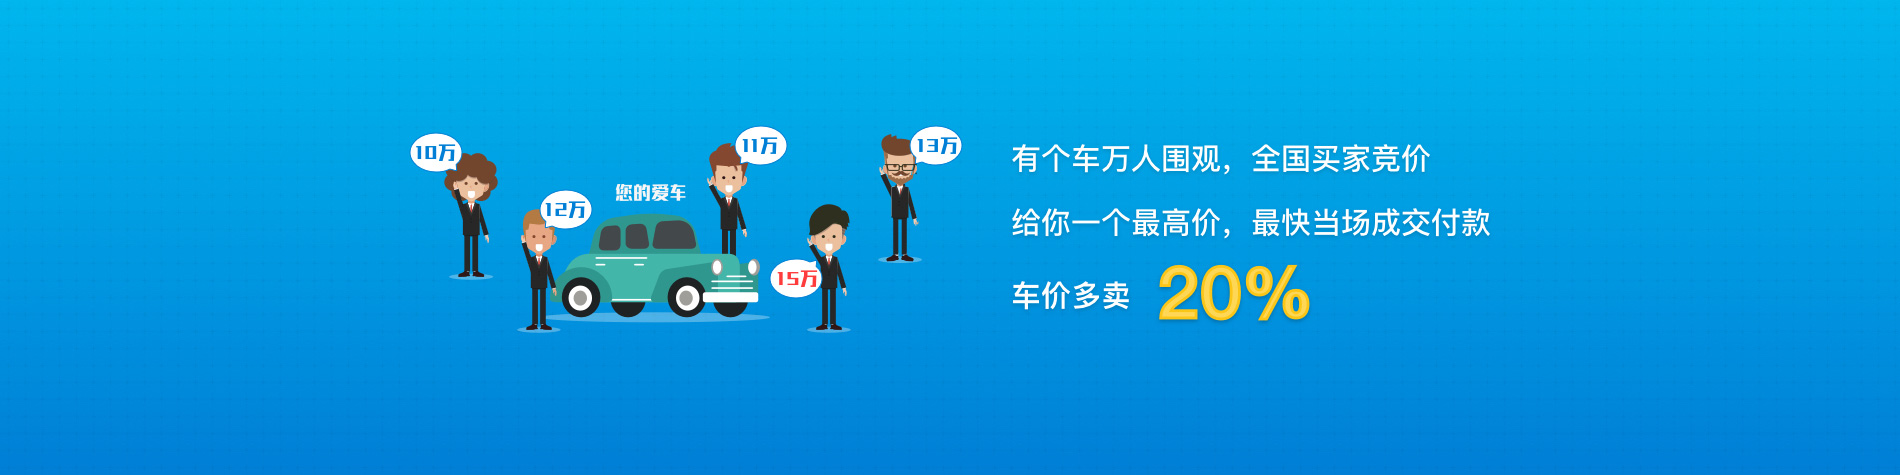 10万
12万
您的爱车
11万
15万
13万
有个车万人围观，全国买家竞价
给你一个最高价，最快当场成交付款
车价多卖 20%